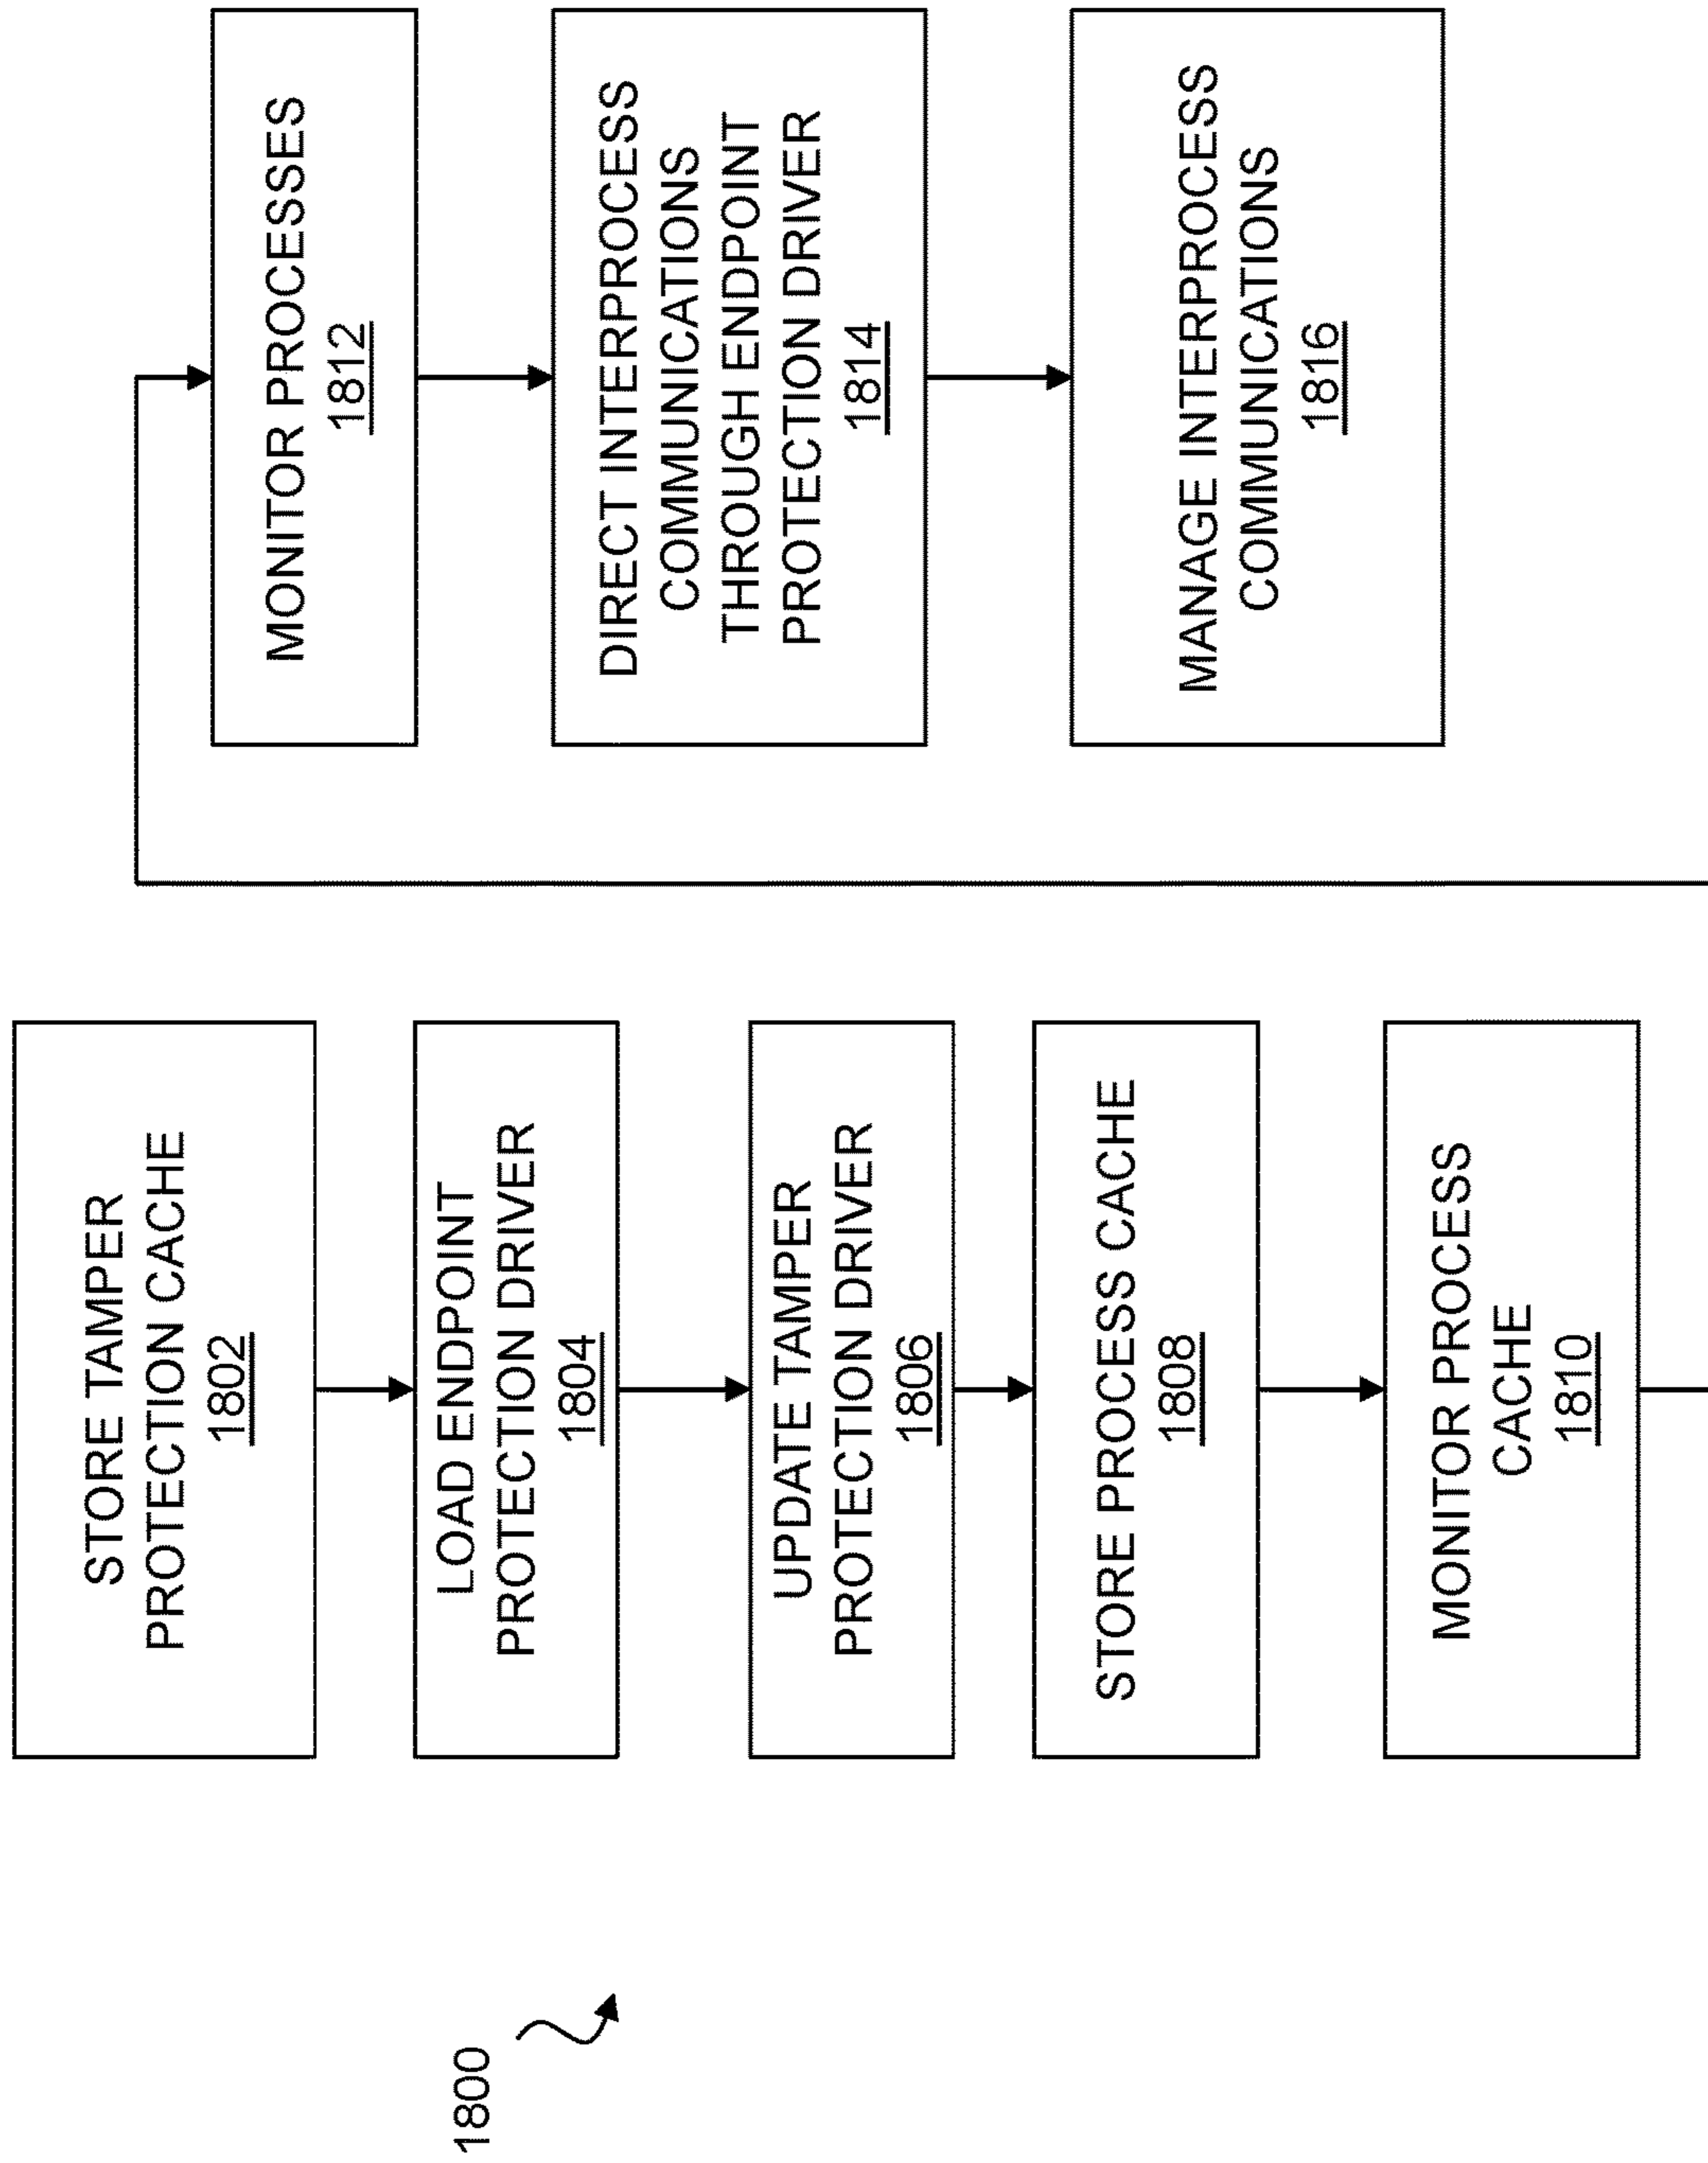 1800
STORE TAMPER
PROTECTION CACHE
1802
LOAD ENDPOINT
PROTECTION DRIVER
1804
UPDATE TAMPER
PROTECTION DRIVER
1806
STORE PROCESS CACHE
1808
MONITOR PROCESS
CACHE
1810
MONITOR PROCESSES
1812
DIRECT INTERPROCESS
COMMUNICATIONS
THROUGH ENDPOINT
PROTECTION DRIVER
1814
MANAGE INTERPROCESS
COMMUNICATIONS
1816